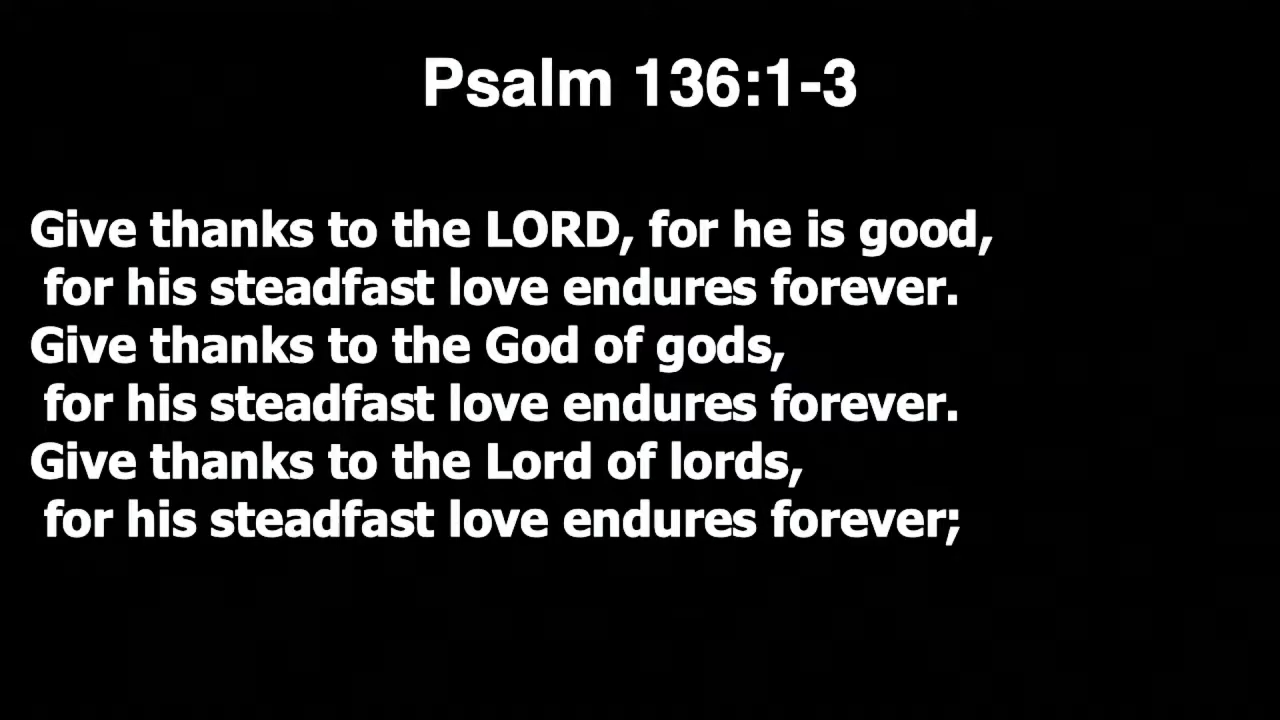 Psalm 136:1-3
Give thanks to the LORD, for he is good,
for his steadfast love endures forever.
Give thanks to the God of gods,
for his steadfast love endures forever.
Give thanks to the Lord of lords,
for his steadfast love endures forever;